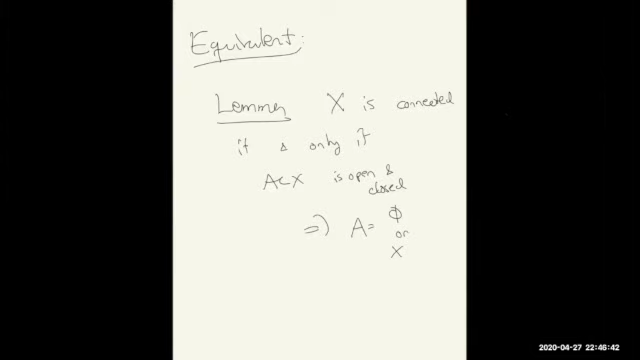 Equivalent:
Lemma X is connected
if & only if
A⊂X is open &
closed
⇒ A= ϕ
or
X
2020-04-27 22:46:42